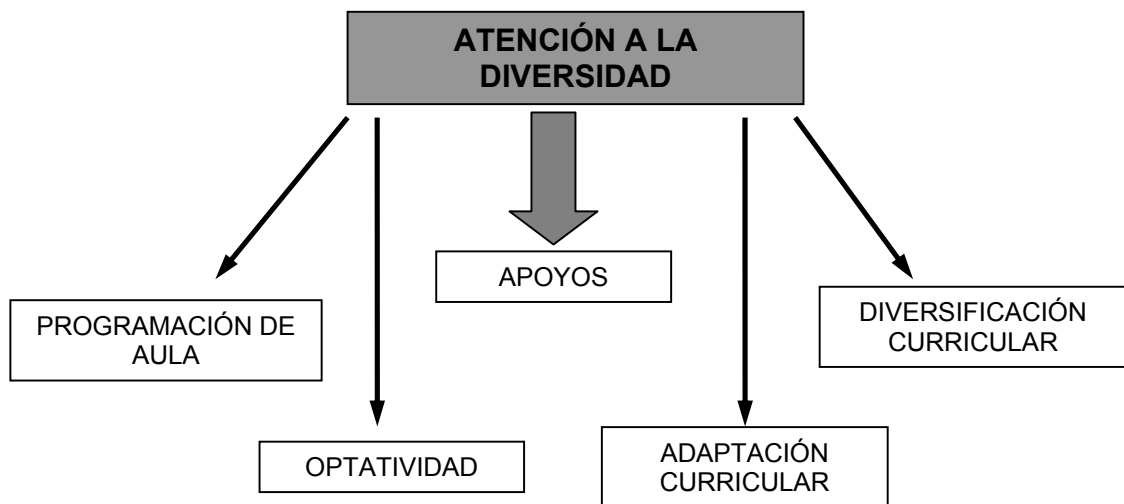 ATENCIÓN A LA
DIVERSIDAD
APOYOS
PROGRAMACIÓN DE
AULA
DIVERSIFICACIÓN
CURRICULAR
OPTATIVIDAD
ADAPTACIÓN
CURRICULAR